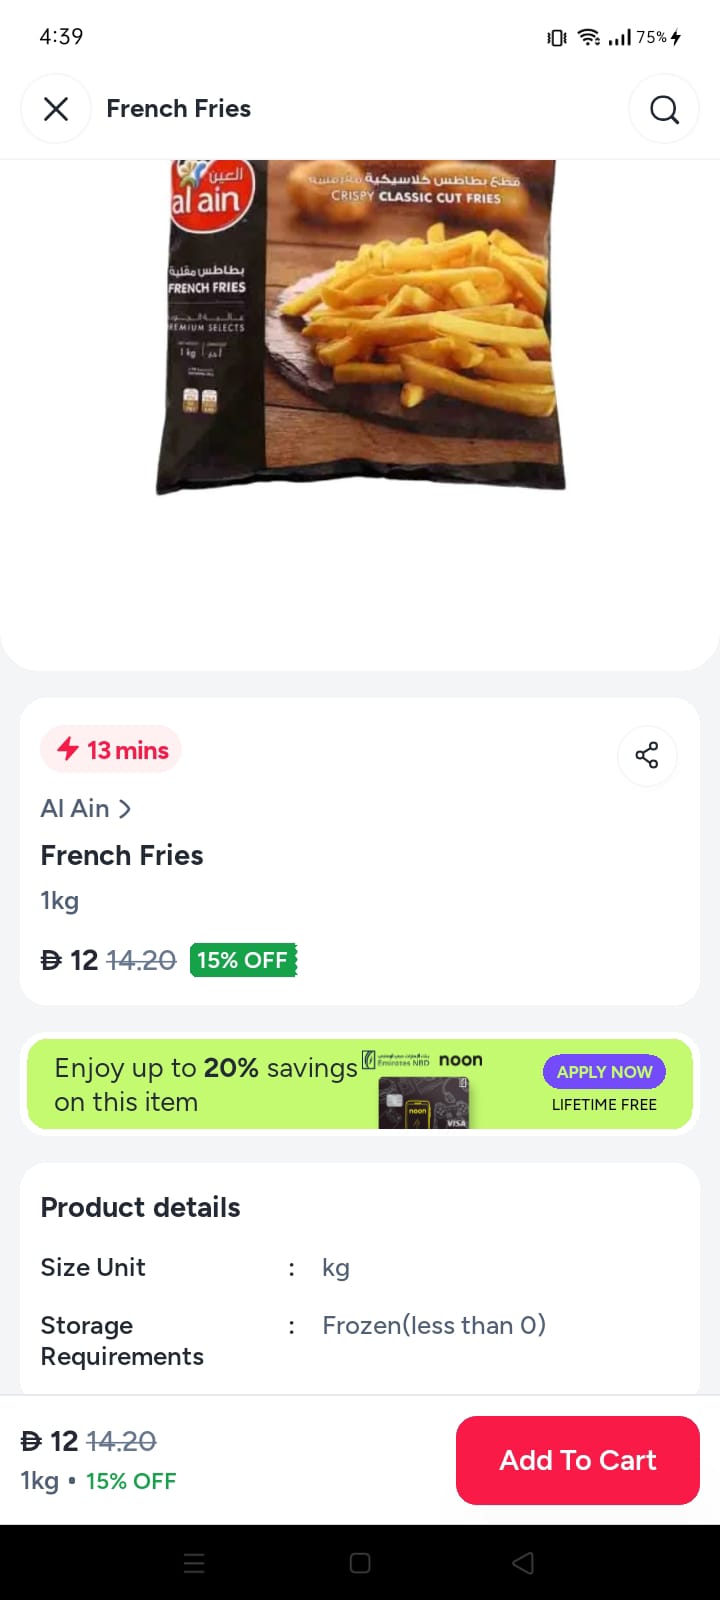 4:39
75%
French Fries
العين
al ain
قطع بطاطس كلاسيكية مقرمشة
CRISPY CLASSIC CUT FRIES
بطاطس مقلية
FRENCH FRIES
REMIUM SELECTS
1 kg
13 mins
Al Ain
French Fries
1kg
12 14.20 15% OFF
Enjoy up to 20% savings
on this item
Emirates NBD noon
noon
VISA
APPLY NOW
LIFETIME FREE
Product details
Size Unit : kg
Storage Requirements : Frozen(less than 0)
12 14.20
1kg • 15% OFF
Add To Cart